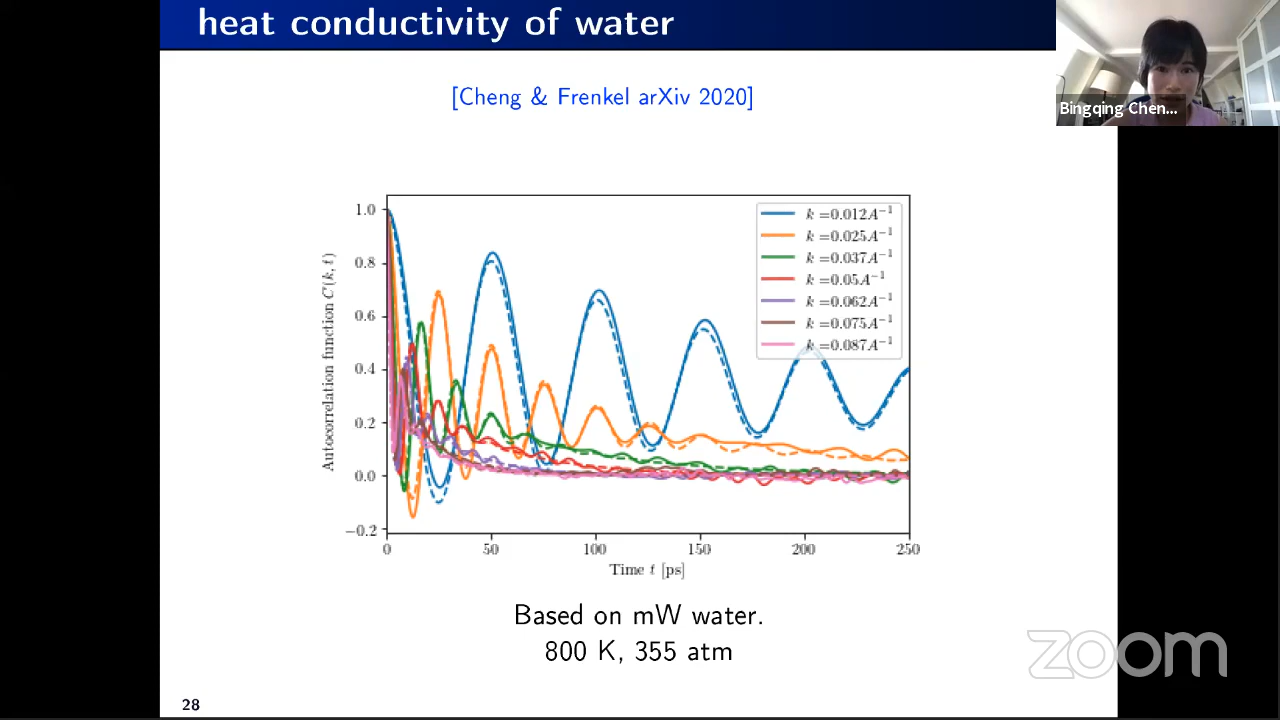 heat conductivity of water
Bingqing Chen...
[Cheng & Frenkel arXiv 2020]
Autocorrelation function C(k, t)
1.0
0.8
0.6
0.4
0.2
0.0
−0.2
k =0.012A⁻¹
k =0.025A⁻¹
k =0.037A⁻¹
k =0.05A⁻¹
k =0.062A⁻¹
k =0.075A⁻¹
k =0.087A⁻¹
0 50 100 150 200 250
Time t [ps]
Based on mW water.
800 K, 355 atm
zoom
28